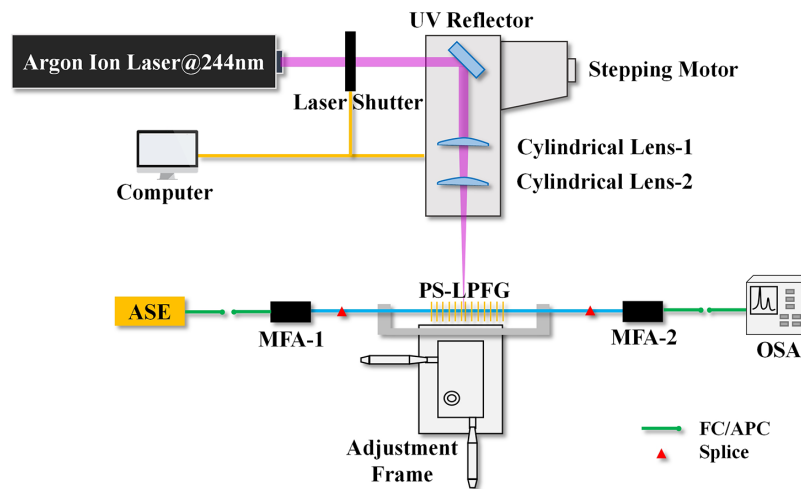 UV Reflector
Argon Ion Laser@244nm
Stepping Motor
Laser Shutter
Cylindrical Lens-1
Cylindrical Lens-2
Computer
PS-LPFG
ASE
MFA-1
MFA-2
OSA
Adjustment
Frame
FC/APC
Splice